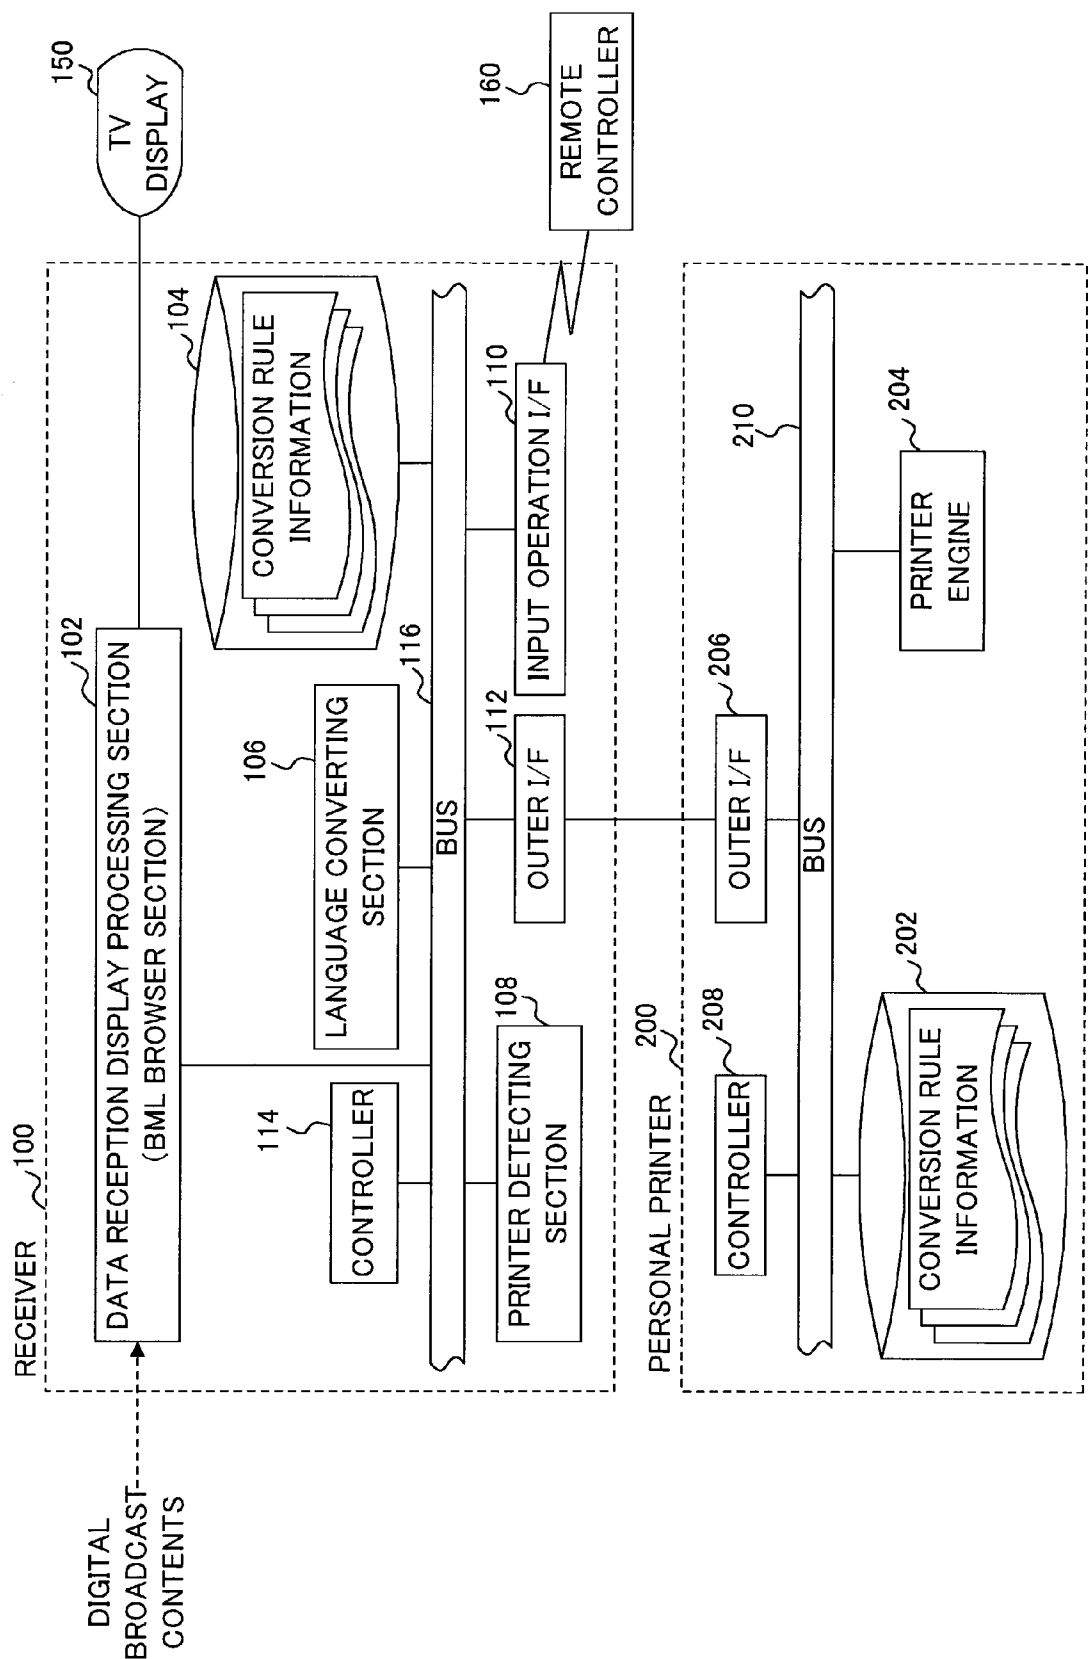 RECEIVER
100
DIGITAL
BROADCAST
CONTENTS
102
DATA RECEPTION DISPLAY PROCESSING SECTION
(BML BROWSER SECTION)
150
TV
DISPLAY
104
CONVERSION RULE
INFORMATION
106
LANGUAGE CONVERTING
SECTION
114
CONTROLLER
116
BUS
108
PRINTER DETECTING
SECTION
112
OUTER I/F
110
INPUT OPERATION I/F
160
REMOTE
CONTROLLER
PERSONAL PRINTER
200
208
CONTROLLER
206
OUTER I/F
210
BUS
202
CONVERSION RULE
INFORMATION
204
PRINTER
ENGINE